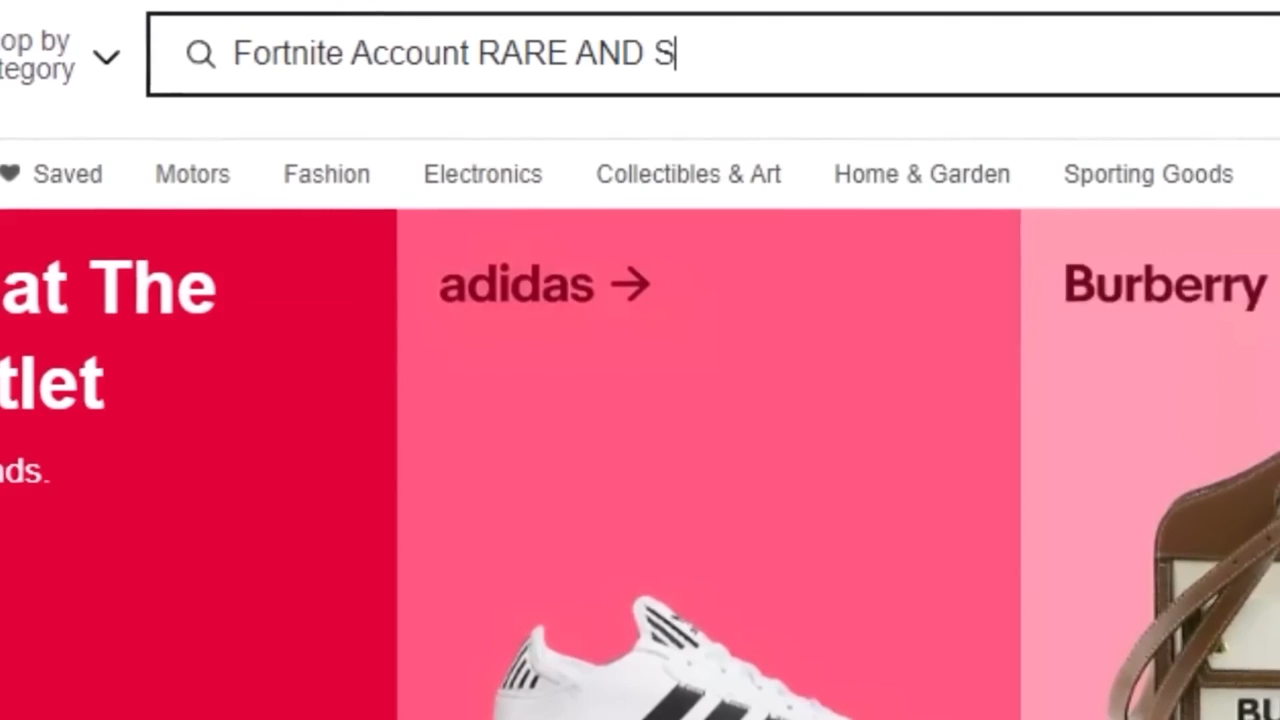 op by
tegory
Fortnite Account RARE AND S
Saved Motors Fashion Electronics Collectibles & Art Home & Garden Sporting Goods
at The
tlet
nds.
adidas →
Burberry
BU